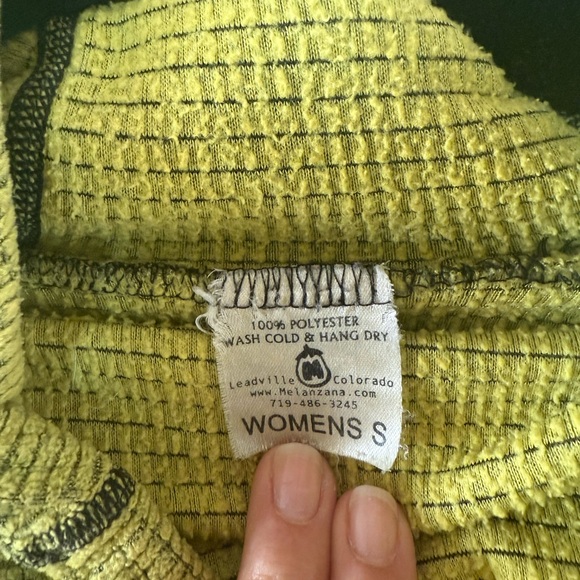 100% POLYESTER
WASH COLD & HANG DRY
M
Leadville Colorado
www.Melanzana.com
719-486-3245
WOMENS S